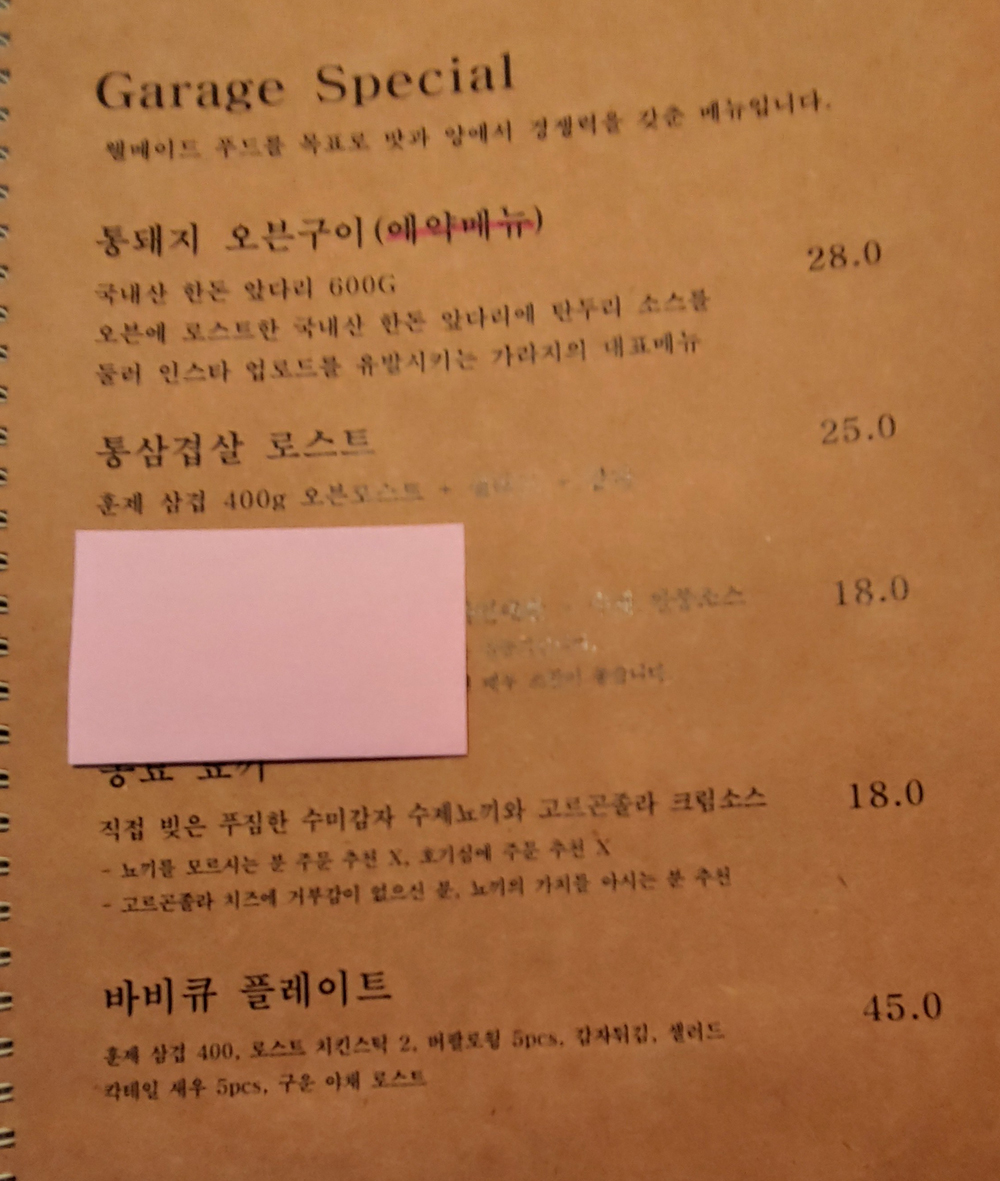 Garage Special
웰메이드 푸드를 목표로 맛과 양에서 경쟁력을 갖춘 메뉴입니다.
통돼지 오븐구이(예약메뉴)
28.0
국내산 한돈 앞다리 600G
오븐에 로스트한 국내산 한돈 앞다리에 탄두리 소스를
둘러 인스타 업로드를 유발시키는 가라지의 대표메뉴
통삼겹살 로스트
25.0
훈제 삼겹 400g 오븐로스트 + +
18.0
좋습니다.
뇨끼
직접 빚은 푸짐한 수미감자 수제뇨끼와 고르곤졸라 크림소스
18.0
- 뇨끼를 모르시는 분 주문 추천 X, 호기심에 주문 추천 X
- 고르곤졸라 치즈에 거부감이 없으신 분, 뇨끼의 가치를 아시는 분 추천
바비큐 플레이트
45.0
훈제 삼겹 400, 로스트 치킨스틱 2, 버팔로윙 5pcs, 감자튀김, 샐러드
칵테일 새우 5pcs, 구운 야채 로스트